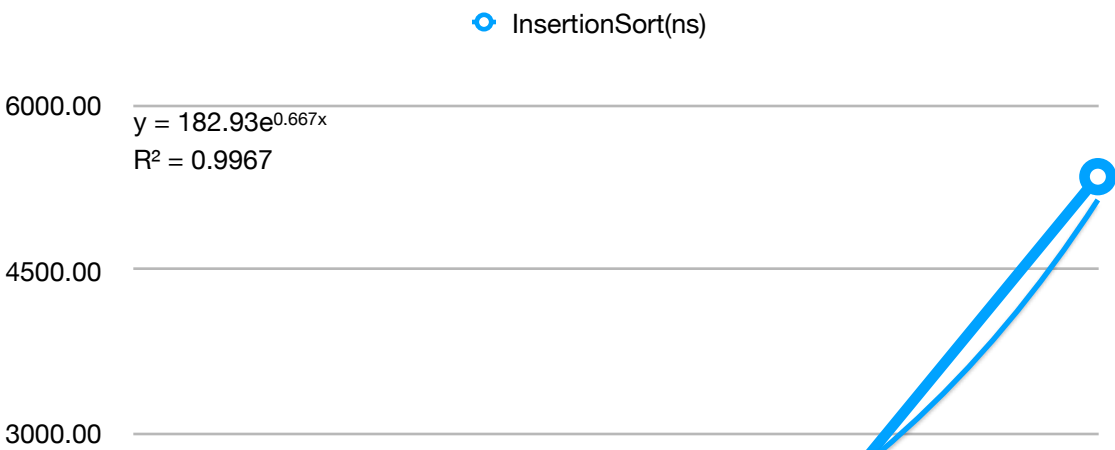 InsertionSort(ns)
6000.00
y = 182.93e⁰·⁶⁶⁷ˣ
R² = 0.9967
4500.00
3000.00